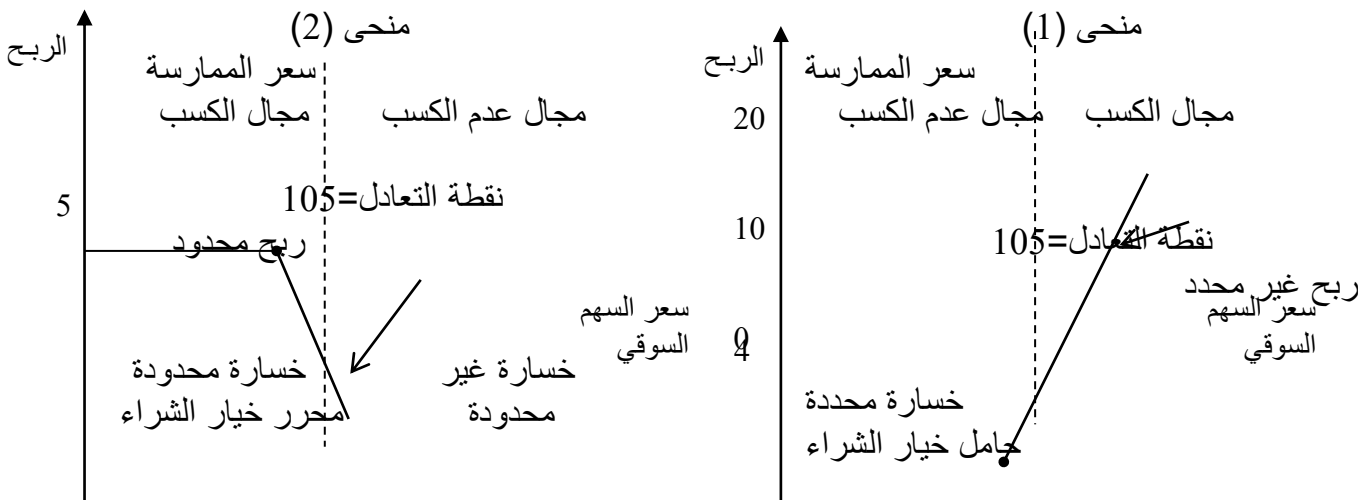 منحى (1)
الربح
سعر الممارسة
20
مجال عدم الكسب
مجال الكسب
10
نقطة التعادل=105
ربح غير محدد
سعر السهم
السوقي
0
4
خسارة محددة
حامل خيار الشراء
منحى (2)
الربح
سعر الممارسة
مجال الكسب
مجال عدم الكسب
5
نقطة التعادل=105
ربح محدود
سعر السهم
السوقي
خسارة محدودة
محرر خيار الشراء
خسارة غير
محدودة